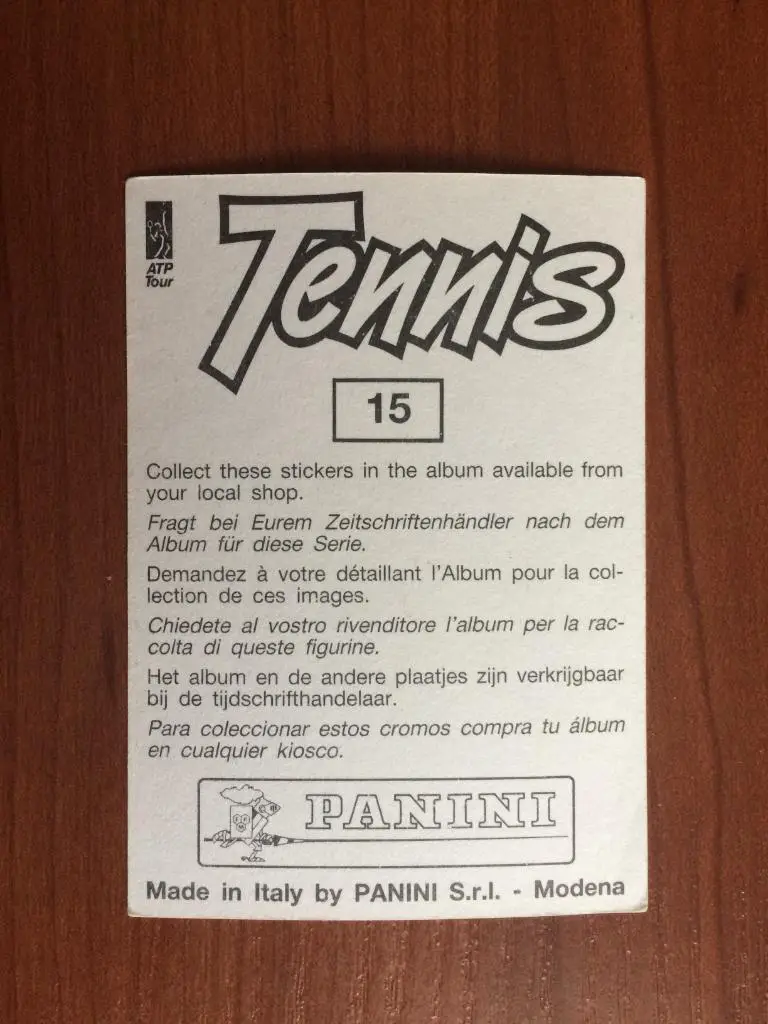 Tennis
ATP
Tour
15
Collect these stickers in the album available from
your local shop.
Fragt bei Eurem Zeitschriftenhändler nach dem
Album für diese Serie.
Demandez à votre détaillant l'Album pour la col-
lection de ces images.
Chiedete al vostro rivenditore l'album per la rac-
colta di queste figurine.
Het album en de andere plaatjes zijn verkrijgbaar
bij de tijdschrifthandelaar.
Para coleccionar estos cromos compra tu álbum
en cualquier kiosco.
PANINI
Made in Italy by PANINI S.r.l. - Modena